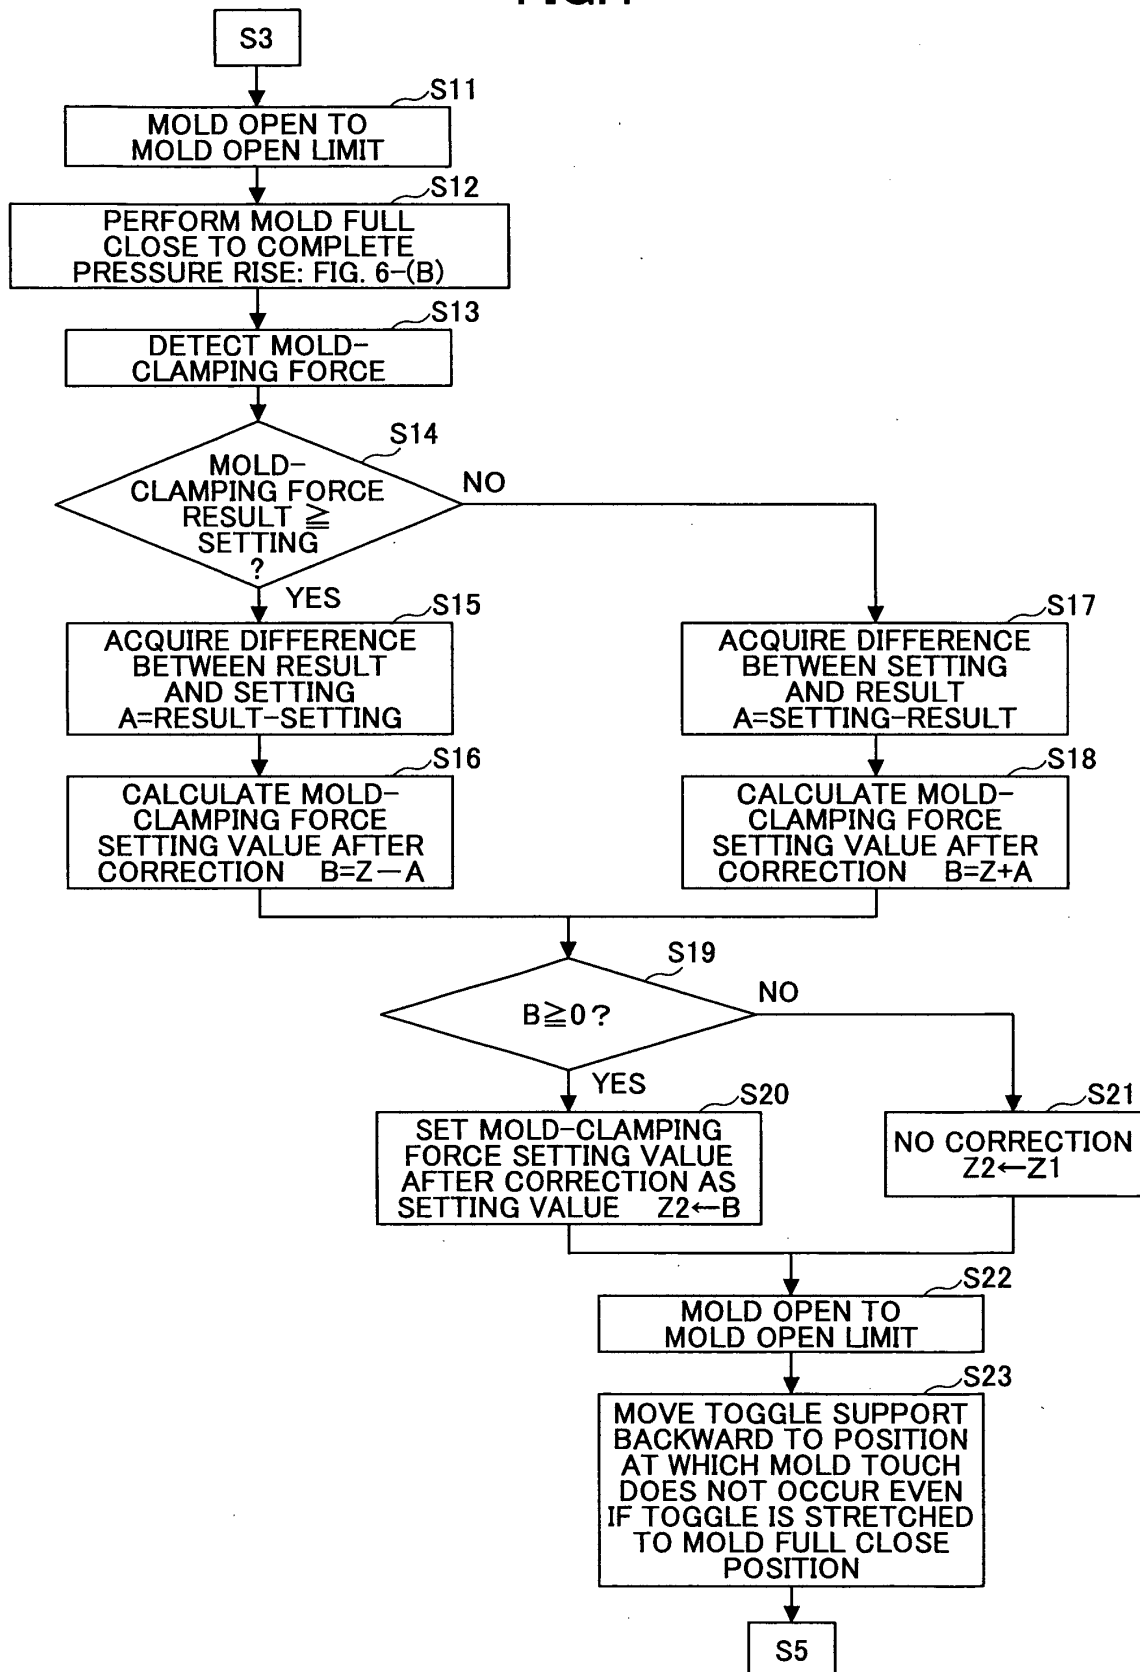 S3
S11
MOLD OPEN TO
MOLD OPEN LIMIT
S12
PERFORM MOLD FULL
CLOSE TO COMPLETE
PRESSURE RISE: FIG. 6-(B)
S13
DETECT MOLD-
CLAMPING FORCE
S14
MOLD-
CLAMPING FORCE
RESULT ≧
SETTING
?
NO
YES
S15
ACQUIRE DIFFERENCE
BETWEEN RESULT
AND SETTING
A=RESULT-SETTING
S17
ACQUIRE DIFFERENCE
BETWEEN SETTING
AND RESULT
A=SETTING-RESULT
S16
CALCULATE MOLD-
CLAMPING FORCE
SETTING VALUE AFTER
CORRECTION B=Z-A
S18
CALCULATE MOLD-
CLAMPING FORCE
SETTING VALUE AFTER
CORRECTION B=Z+A
S19
B≧0?
NO
YES
S20
SET MOLD-CLAMPING
FORCE SETTING VALUE
AFTER CORRECTION AS
SETTING VALUE Z2←B
S21
NO CORRECTION
Z2←Z1
S22
MOLD OPEN TO
MOLD OPEN LIMIT
S23
MOVE TOGGLE SUPPORT
BACKWARD TO POSITION
AT WHICH MOLD TOUCH
DOES NOT OCCUR EVEN
IF TOGGLE IS STRETCHED
TO MOLD FULL CLOSE
POSITION
S5